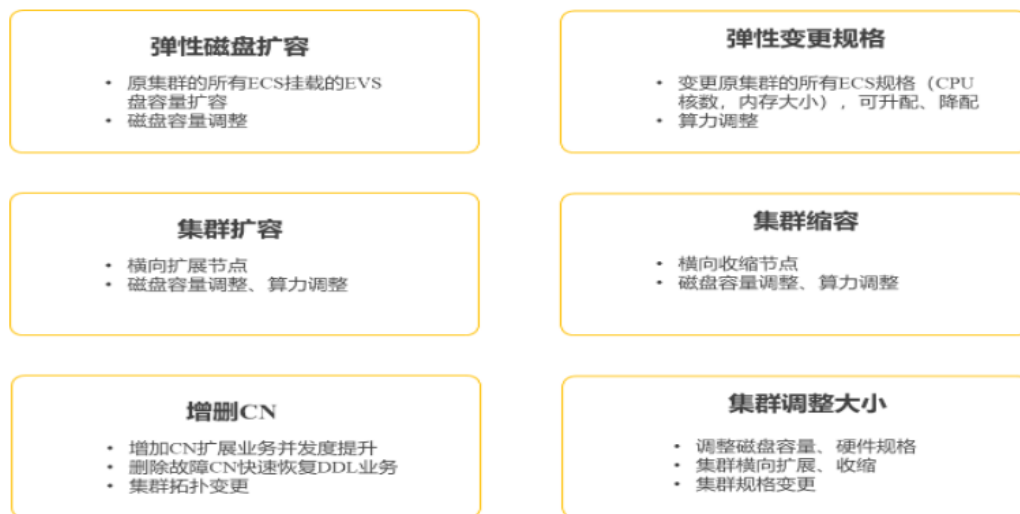 弹性磁盘扩容
• 原集群的所有ECS挂载的EVS
盘容量扩容
• 磁盘容量调整
弹性变更规格
• 变更原集群的所有ECS规格（CPU
核数，内存大小），可升配、降配
• 算力调整
集群扩容
• 横向扩展节点
• 磁盘容量调整、算力调整
集群缩容
• 横向收缩节点
• 磁盘容量调整、算力调整
增删CN
• 增加CN扩展业务并发度提升
• 删除故障CN快速恢复DDL业务
• 集群拓扑变更
集群调整大小
• 调整磁盘容量、硬件规格
• 集群横向扩展、收缩
• 集群规格变更